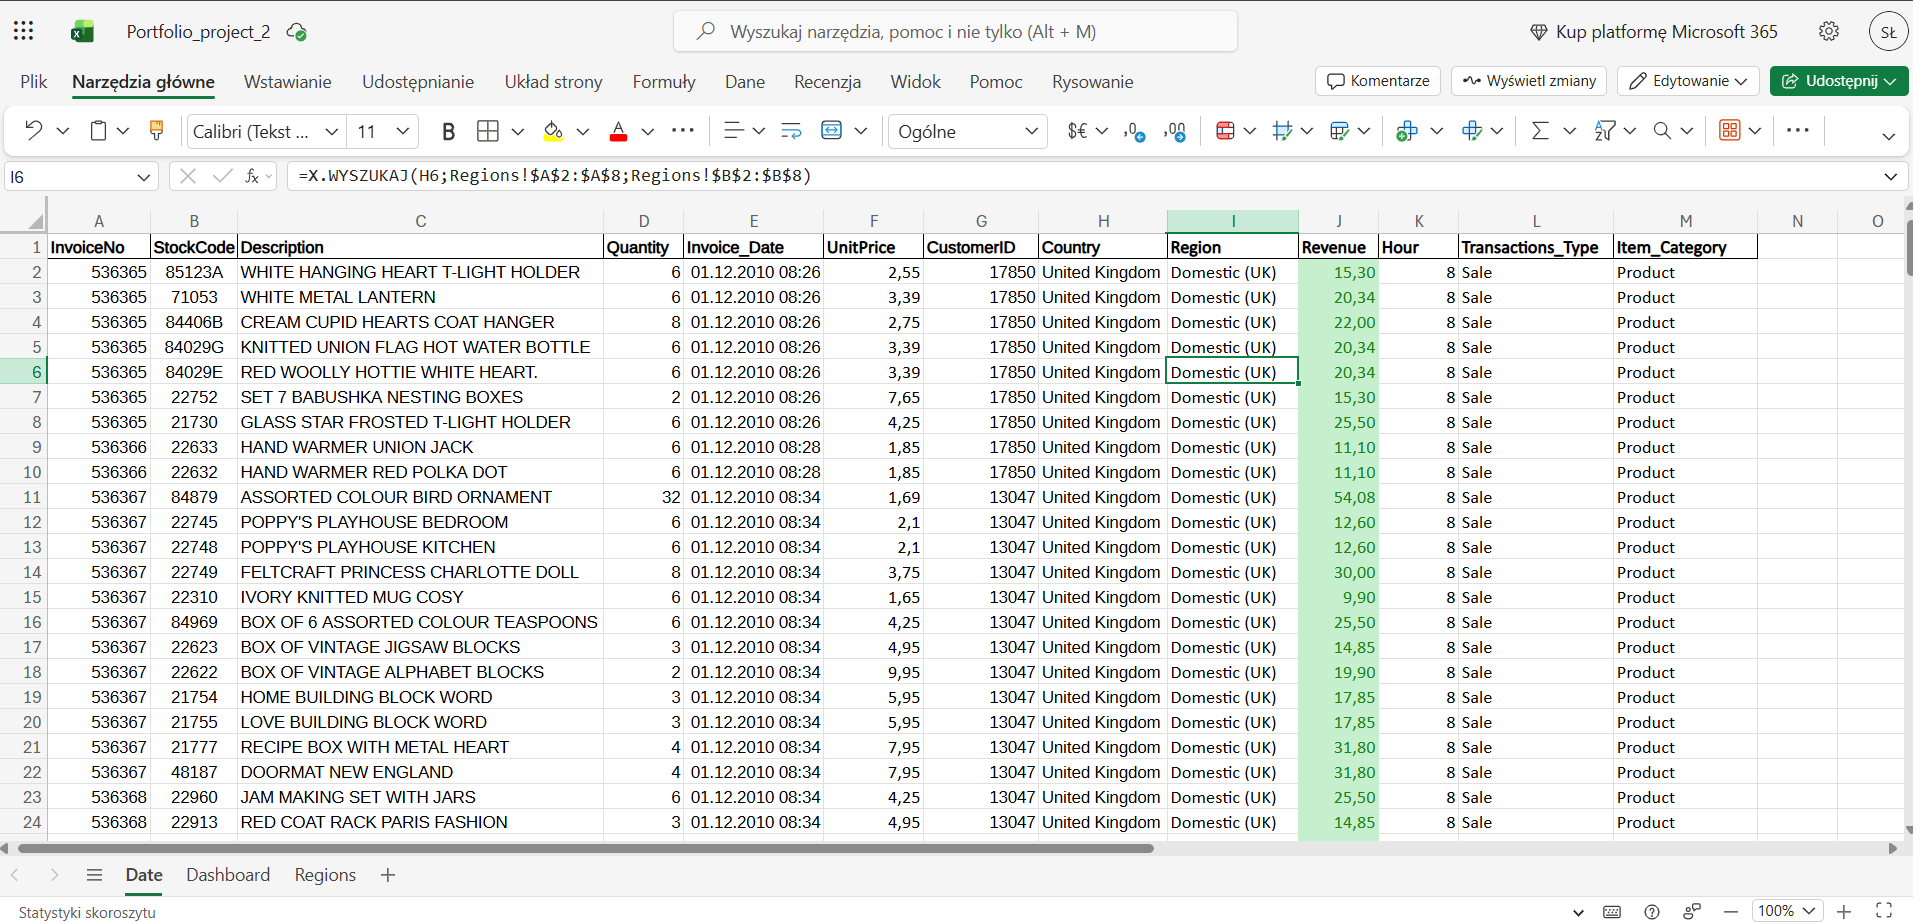 Portfolio_project_2
Wyszukaj narzędzia, pomoc i nie tylko (Alt + M)
Kup platformę Microsoft 365
SŁ
Plik Narzędzia główne Wstawianie Udostępnianie Układ strony Formuły Dane Recenzja Widok Pomoc Rysowanie
Komentarze Wyświetl zmiany Edytowanie Udostępnij
Calibri (Tekst ... 11 B A Ogólne $€
I6 fx =X.WYSZUKAJ(H6;Regions!$A$2:$A$8;Regions!$B$2:$B$8)
A B C D E F G H I J K L M N O
1 InvoiceNo StockCode Description Quantity Invoice_Date UnitPrice CustomerID Country Region Revenue Hour Transactions_Type Item_Category
2 536365 85123A WHITE HANGING HEART T-LIGHT HOLDER 6 01.12.2010 08:26 2,55 17850 United Kingdom Domestic (UK) 15,30 8 Sale Product
3 536365 71053 WHITE METAL LANTERN 6 01.12.2010 08:26 3,39 17850 United Kingdom Domestic (UK) 20,34 8 Sale Product
4 536365 84406B CREAM CUPID HEARTS COAT HANGER 8 01.12.2010 08:26 2,75 17850 United Kingdom Domestic (UK) 22,00 8 Sale Product
5 536365 84029G KNITTED UNION FLAG HOT WATER BOTTLE 6 01.12.2010 08:26 3,39 17850 United Kingdom Domestic (UK) 20,34 8 Sale Product
6 536365 84029E RED WOOLLY HOTTIE WHITE HEART. 6 01.12.2010 08:26 3,39 17850 United Kingdom Domestic (UK) 20,34 8 Sale Product
7 536365 22752 SET 7 BABUSHKA NESTING BOXES 2 01.12.2010 08:26 7,65 17850 United Kingdom Domestic (UK) 15,30 8 Sale Product
8 536365 21730 GLASS STAR FROSTED T-LIGHT HOLDER 6 01.12.2010 08:26 4,25 17850 United Kingdom Domestic (UK) 25,50 8 Sale Product
9 536366 22633 HAND WARMER UNION JACK 6 01.12.2010 08:28 1,85 17850 United Kingdom Domestic (UK) 11,10 8 Sale Product
10 536366 22632 HAND WARMER RED POLKA DOT 6 01.12.2010 08:28 1,85 17850 United Kingdom Domestic (UK) 11,10 8 Sale Product
11 536367 84879 ASSORTED COLOUR BIRD ORNAMENT 32 01.12.2010 08:34 1,69 13047 United Kingdom Domestic (UK) 54,08 8 Sale Product
12 536367 22745 POPPY'S PLAYHOUSE BEDROOM 6 01.12.2010 08:34 2,1 13047 United Kingdom Domestic (UK) 12,60 8 Sale Product
13 536367 22748 POPPY'S PLAYHOUSE KITCHEN 6 01.12.2010 08:34 2,1 13047 United Kingdom Domestic (UK) 12,60 8 Sale Product
14 536367 22749 FELTCRAFT PRINCESS CHARLOTTE DOLL 8 01.12.2010 08:34 3,75 13047 United Kingdom Domestic (UK) 30,00 8 Sale Product
15 536367 22310 IVORY KNITTED MUG COSY 6 01.12.2010 08:34 1,65 13047 United Kingdom Domestic (UK) 9,90 8 Sale Product
16 536367 84969 BOX OF 6 ASSORTED COLOUR TEASPOONS 6 01.12.2010 08:34 4,25 13047 United Kingdom Domestic (UK) 25,50 8 Sale Product
17 536367 22623 BOX OF VINTAGE JIGSAW BLOCKS 3 01.12.2010 08:34 4,95 13047 United Kingdom Domestic (UK) 14,85 8 Sale Product
18 536367 22622 BOX OF VINTAGE ALPHABET BLOCKS 2 01.12.2010 08:34 9,95 13047 United Kingdom Domestic (UK) 19,90 8 Sale Product
19 536367 21754 HOME BUILDING BLOCK WORD 3 01.12.2010 08:34 5,95 13047 United Kingdom Domestic (UK) 17,85 8 Sale Product
20 536367 21755 LOVE BUILDING BLOCK WORD 3 01.12.2010 08:34 5,95 13047 United Kingdom Domestic (UK) 17,85 8 Sale Product
21 536367 21777 RECIPE BOX WITH METAL HEART 4 01.12.2010 08:34 7,95 13047 United Kingdom Domestic (UK) 31,80 8 Sale Product
22 536367 48187 DOORMAT NEW ENGLAND 4 01.12.2010 08:34 7,95 13047 United Kingdom Domestic (UK) 31,80 8 Sale Product
23 536368 22960 JAM MAKING SET WITH JARS 6 01.12.2010 08:34 4,25 13047 United Kingdom Domestic (UK) 25,50 8 Sale Product
24 536368 22913 RED COAT RACK PARIS FASHION 3 01.12.2010 08:34 4,95 13047 United Kingdom Domestic (UK) 14,85 8 Sale Product
Date Dashboard Regions
Statystyki skoroszytu 100%